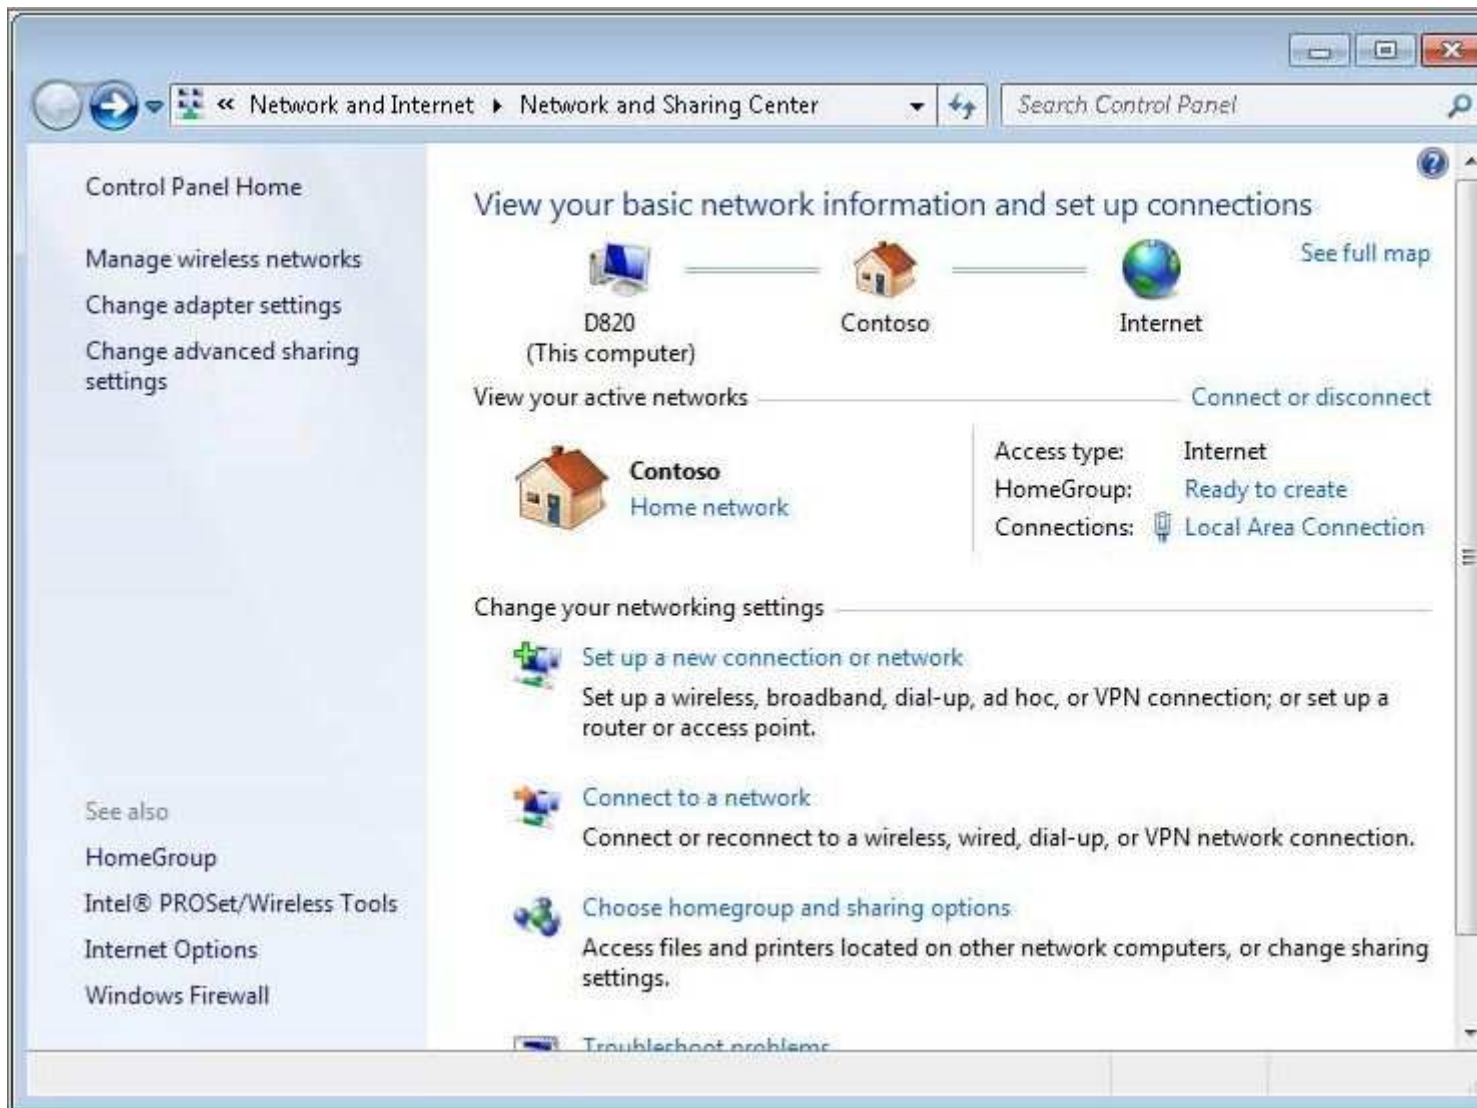 « Network and Internet ▸ Network and Sharing Center
Search Control Panel
Control Panel Home
Manage wireless networks
Change adapter settings
Change advanced sharing
settings
See also
HomeGroup
Intel® PROSet/Wireless Tools
Internet Options
Windows Firewall
View your basic network information and set up connections
See full map
D820
(This computer)
Contoso
Internet
View your active networks
Connect or disconnect
Contoso
Home network
Access type: Internet
HomeGroup: Ready to create
Connections: Local Area Connection
Change your networking settings
Set up a new connection or network
Set up a wireless, broadband, dial-up, ad hoc, or VPN connection; or set up a
router or access point.
Connect to a network
Connect or reconnect to a wireless, wired, dial-up, or VPN network connection.
Choose homegroup and sharing options
Access files and printers located on other network computers, or change sharing
settings.
Troubleshoot problems